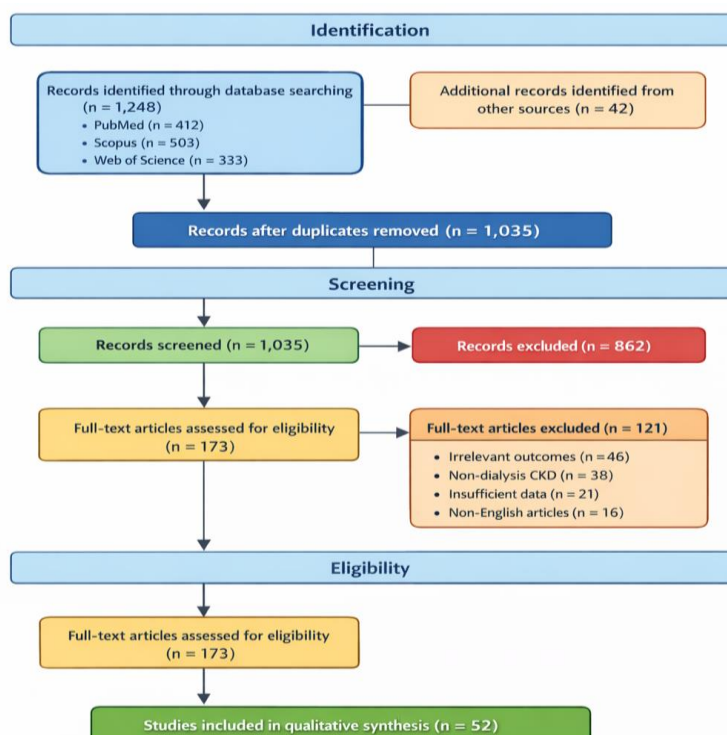 Identification
Records identified through database searching
(n = 1,248)
• PubMed (n = 412)
• Scopus (n = 503)
• Web of Science (n = 333)
Additional records identified from
other sources (n = 42)
Records after duplicates removed (n = 1,035)
Screening
Records screened (n = 1,035)
Records excluded (n = 862)
Full-text articles assessed for eligibility
(n = 173)
Full-text articles excluded (n = 121)
• Irrelevant outcomes (n = 46)
• Non-dialysis CKD (n = 38)
• Insufficient data (n = 21)
• Non-English articles (n = 16)
Eligibility
Full-text articles assessed for eligibility
(n = 173)
Studies included in qualitative synthesis (n = 52)